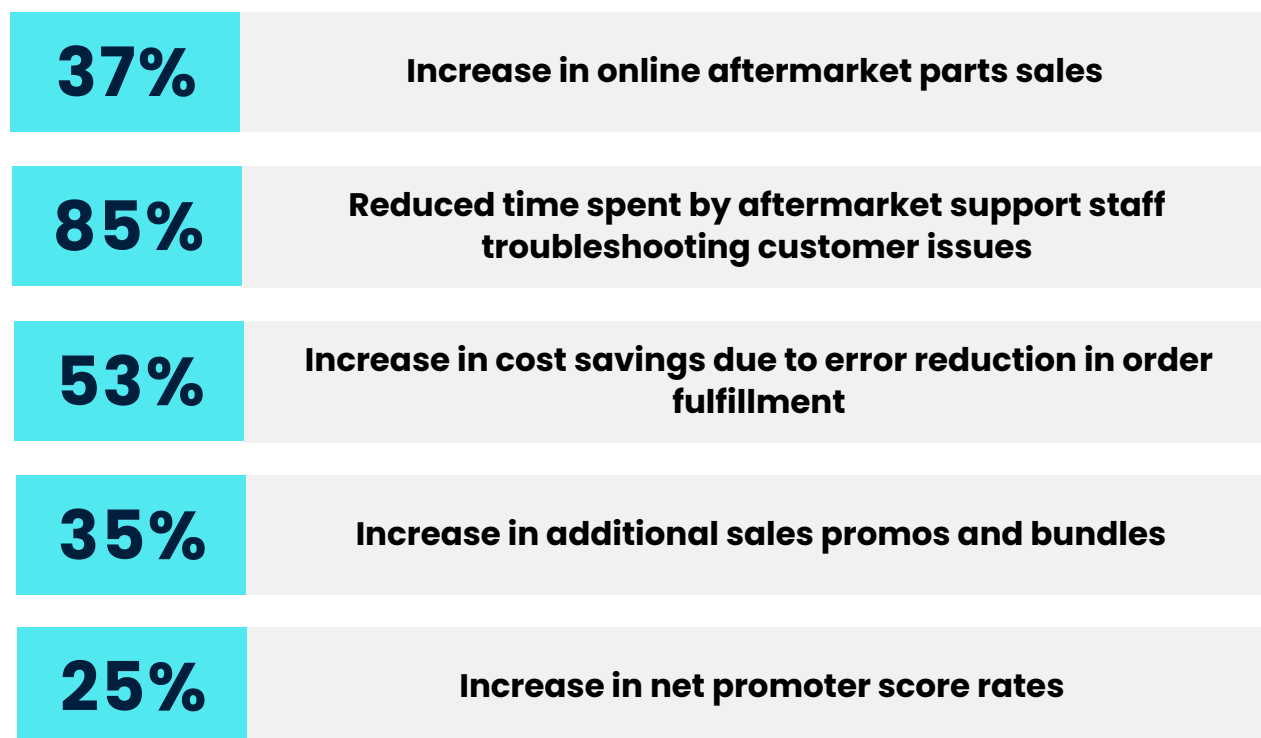 37%
Increase in online aftermarket parts sales
85%
Reduced time spent by aftermarket support staff
troubleshooting customer issues
53%
Increase in cost savings due to error reduction in order
fulfillment
35%
Increase in additional sales promos and bundles
25%
Increase in net promoter score rates